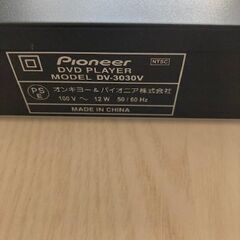 Pioneer
NTSC
DVD PLAYER
MODEL DV-3030V
PS
E
オンキヨー&パイオニア株式会社
100 V ~ 12 W 50/60 Hz
MADE IN CHINA